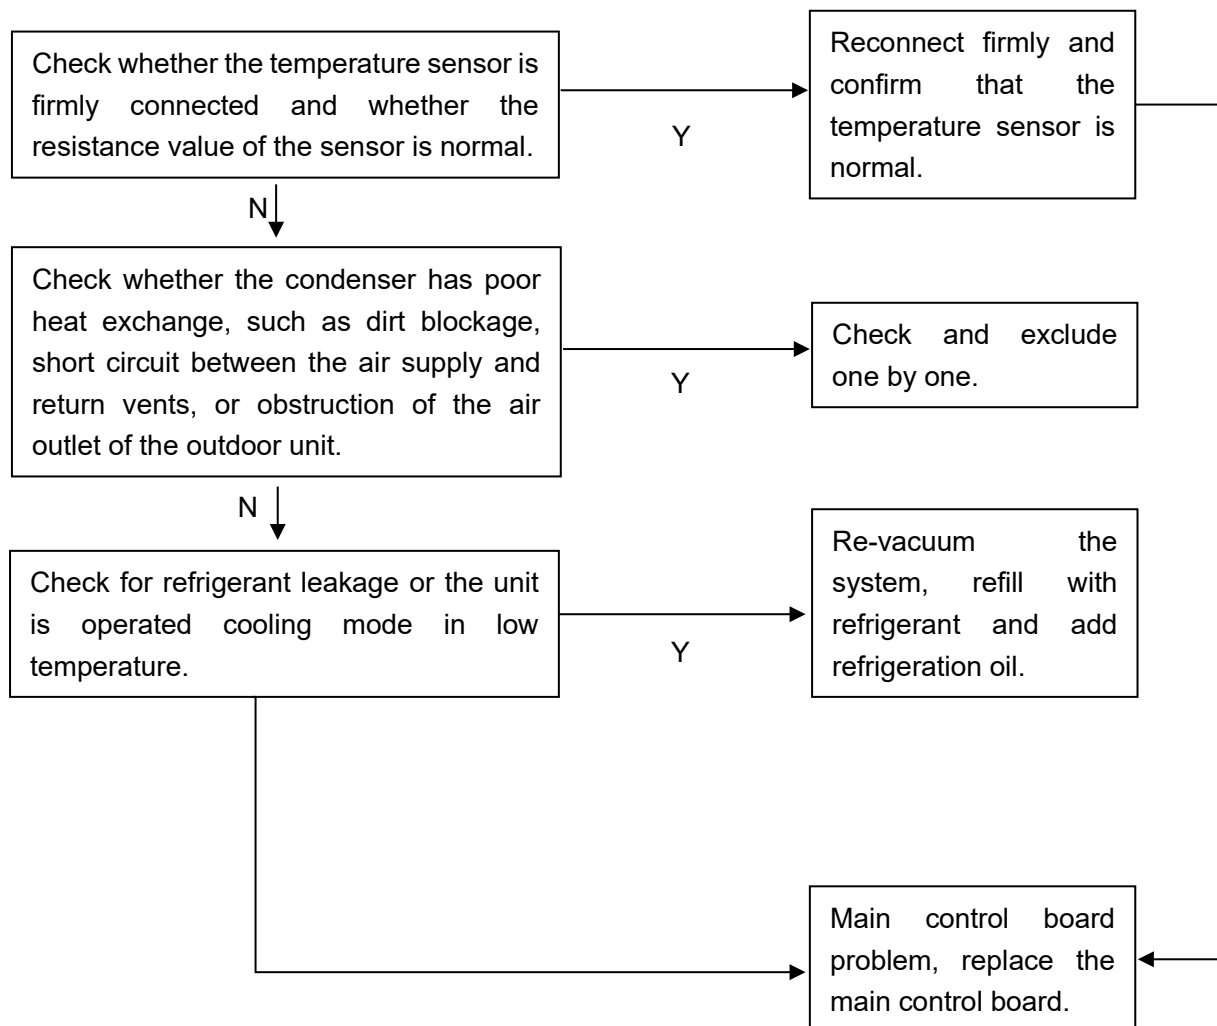 Check whether the temperature sensor is
firmly connected and whether the
resistance value of the sensor is normal.
Y
Reconnect firmly and
confirm that the
temperature sensor is
normal.
N
Check whether the condenser has poor
heat exchange, such as dirt blockage,
short circuit between the air supply and
return vents, or obstruction of the air
outlet of the outdoor unit.
Y
Check and exclude
one by one.
N
Check for refrigerant leakage or the unit
is operated cooling mode in low
temperature.
Y
Re-vacuum the
system, refill with
refrigerant and add
refrigeration oil.
Main control board
problem, replace the
main control board.